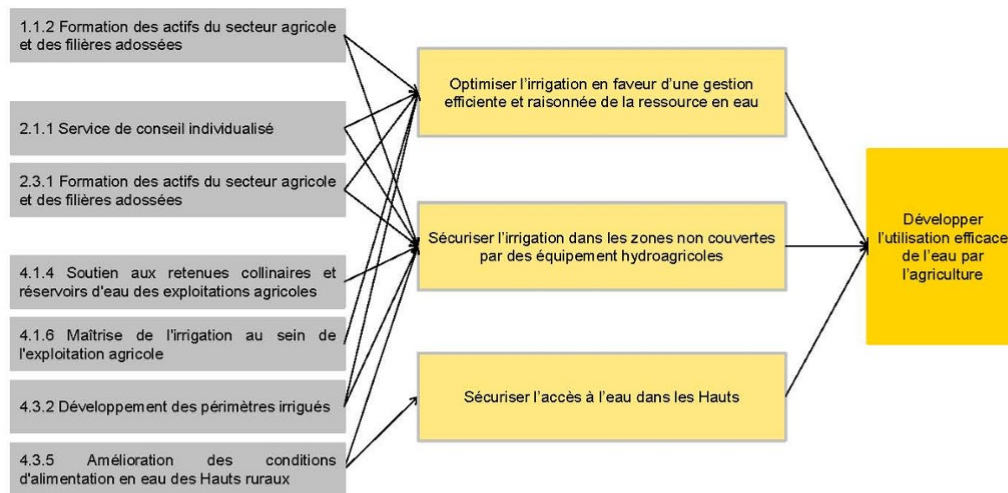 1.1.2 Formation des actifs du secteur agricole
et des filières adossées
2.1.1 Service de conseil individualisé
2.3.1 Formation des actifs du secteur agricole
et des filières adossées
4.1.4 Soutien aux retenues collinaires et
réservoirs d'eau des exploitations agricoles
4.1.6 Maîtrise de l'irrigation au sein de
l'exploitation agricole
4.3.2 Développement des périmètres irrigués
4.3.5 Amélioration des conditions
d'alimentation en eau des Hauts ruraux
Optimiser l'irrigation en faveur d'une gestion
efficiente et raisonnée de la ressource en eau
Sécuriser l'irrigation dans les zones non couvertes
par des équipement hydroagricoles
Sécuriser l'accès à l'eau dans les Hauts
Développer
l'utilisation efficace
de l'eau par
l'agriculture